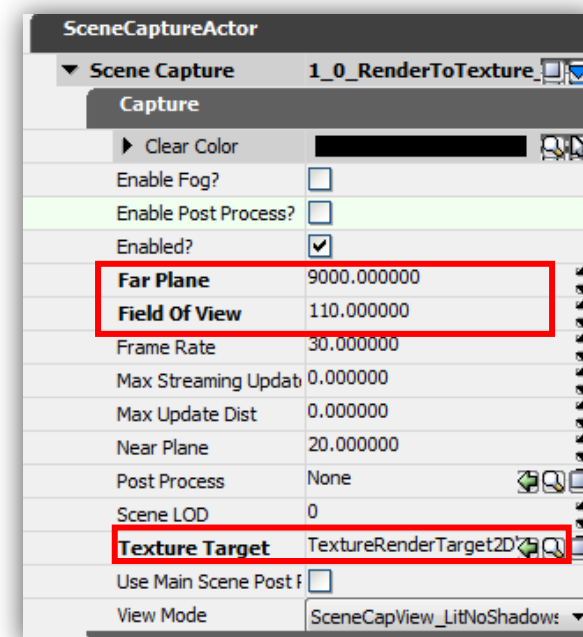 SceneCaptureActor
Scene Capture 1_0_RenderToTexture_
Capture
Clear Color
Enable Fog?
Enable Post Process?
Enabled?
Far Plane 9000.000000
Field Of View 110.000000
Frame Rate 30.000000
Max Streaming Updat 0.000000
Max Update Dist 0.000000
Near Plane 20.000000
Post Process None
Scene LOD 0
Texture Target TextureRenderTarget2D'
Use Main Scene Post P
View Mode SceneCapView_LitNoShadows